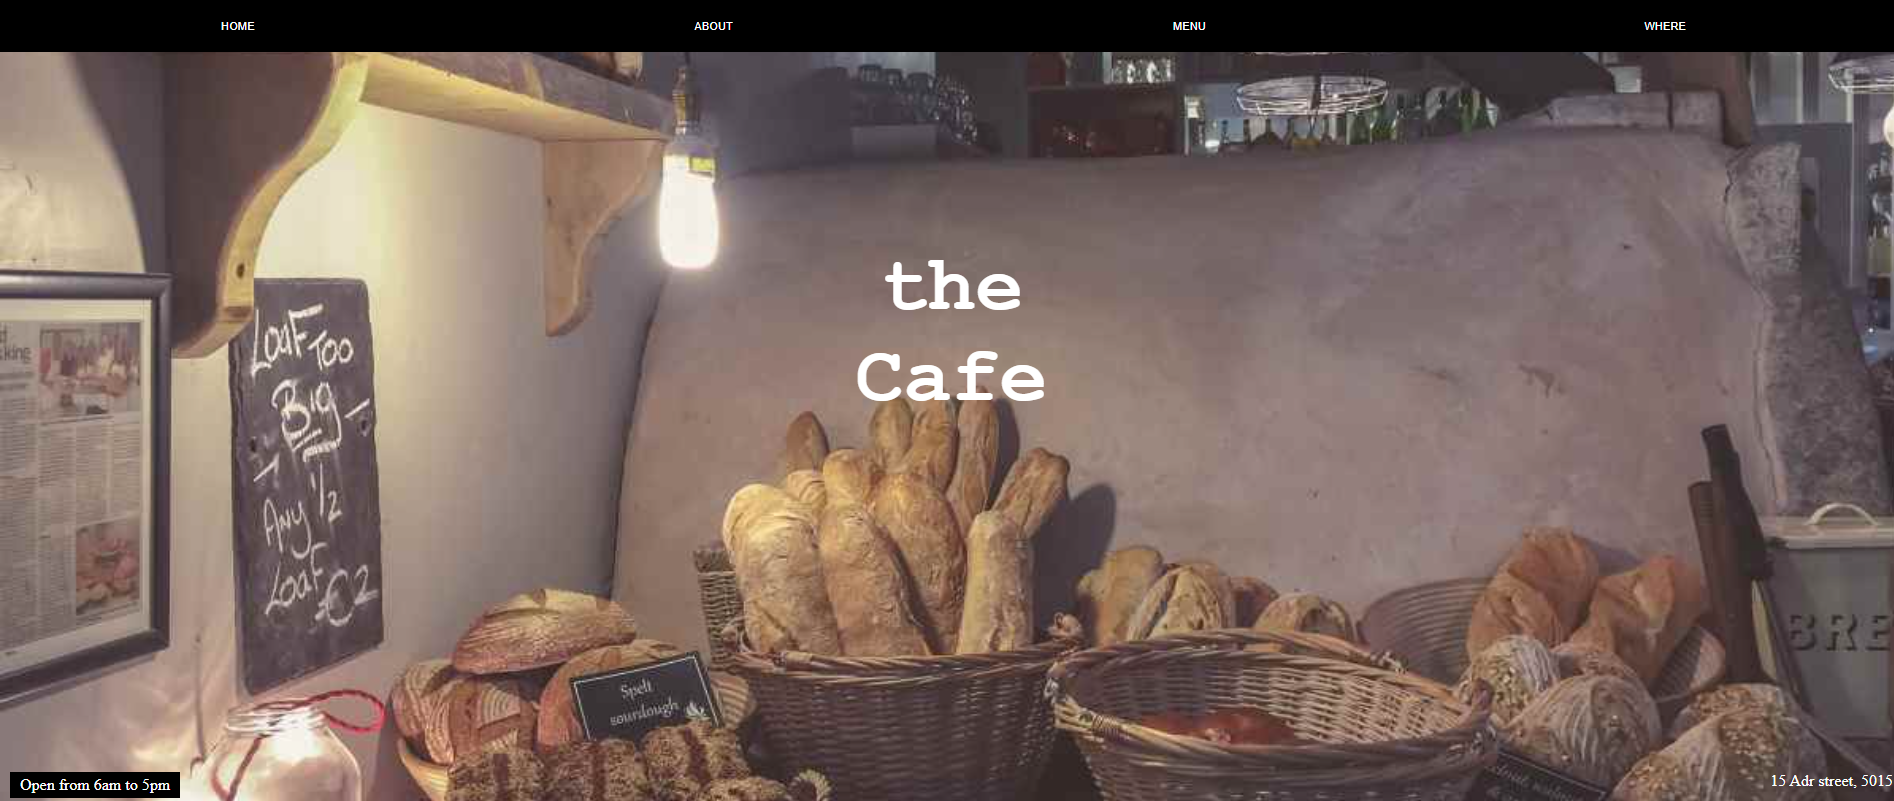 HOME
ABOUT
MENU
WHERE
the
Cafe
king
Loaf Too
Big
Any 1/2
Loaf
€2
Spelt
sourdough
BRE
Open from 6am to 5pm
15 Adr street, 5015